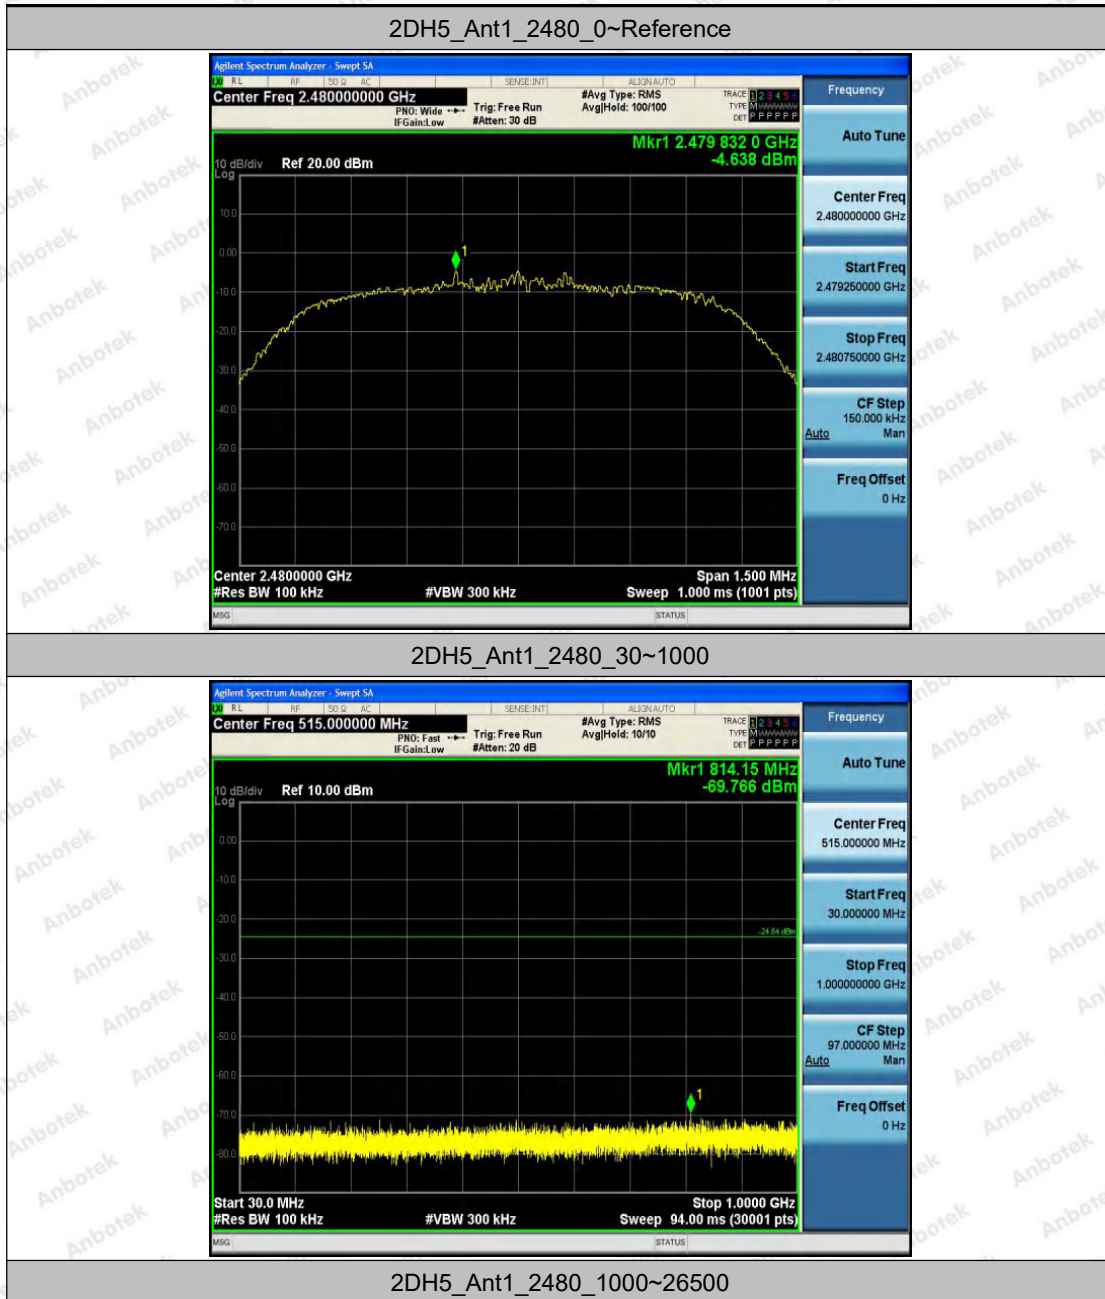 2DH5_Ant1_2480_0~Reference
Agilent Spectrum Analyzer - Swept SA
RL RF 50 Ω AC SENSE:INT ALIGNAUTO
Center Freq 2.480000000 GHz
PNO: Wide
IFGain:Low
Trig: Free Run
#Atten: 30 dB
#Avg Type: RMS
Avg|Hold: 100/100
TRACE 1 2 3 4 5 6
TYPE M
DET P P P P P P
Mkr1 2.479 832 0 GHz
-4.638 dBm
10 dB/div Ref 20.00 dBm
Log
10.0
0.00
-10.0
-20.0
-30.0
-40.0
-50.0
-60.0
-70.0
1
Center 2.4800000 GHz Span 1.500 MHz
#Res BW 100 kHz #VBW 300 kHz Sweep 1.000 ms (1001 pts)
MSG STATUS
Frequency
Auto Tune
Center Freq
2.480000000 GHz
Start Freq
2.479250000 GHz
Stop Freq
2.480750000 GHz
CF Step
150.000 kHz
Auto Man
Freq Offset
0 Hz
2DH5_Ant1_2480_30~1000
Agilent Spectrum Analyzer - Swept SA
RL RF 50 Ω AC SENSE:INT ALIGNAUTO
Center Freq 515.000000 MHz
PNO: Fast
IFGain:Low
Trig: Free Run
#Atten: 20 dB
#Avg Type: RMS
Avg|Hold: 10/10
TRACE 1 2 3 4 5 6
TYPE M
DET P P P P P P
Mkr1 814.15 MHz
-69.766 dBm
10 dB/div Ref 10.00 dBm
Log
0.00
-10.0
-20.0
-30.0
-40.0
-50.0
-60.0
-70.0
-80.0
-24.64 dBm
1
Start 30.0 MHz Stop 1.0000 GHz
#Res BW 100 kHz #VBW 300 kHz Sweep 94.00 ms (30001 pts)
MSG STATUS
Frequency
Auto Tune
Center Freq
515.000000 MHz
Start Freq
30.000000 MHz
Stop Freq
1.000000000 GHz
CF Step
97.000000 MHz
Auto Man
Freq Offset
0 Hz
2DH5_Ant1_2480_1000~26500
Anbotek